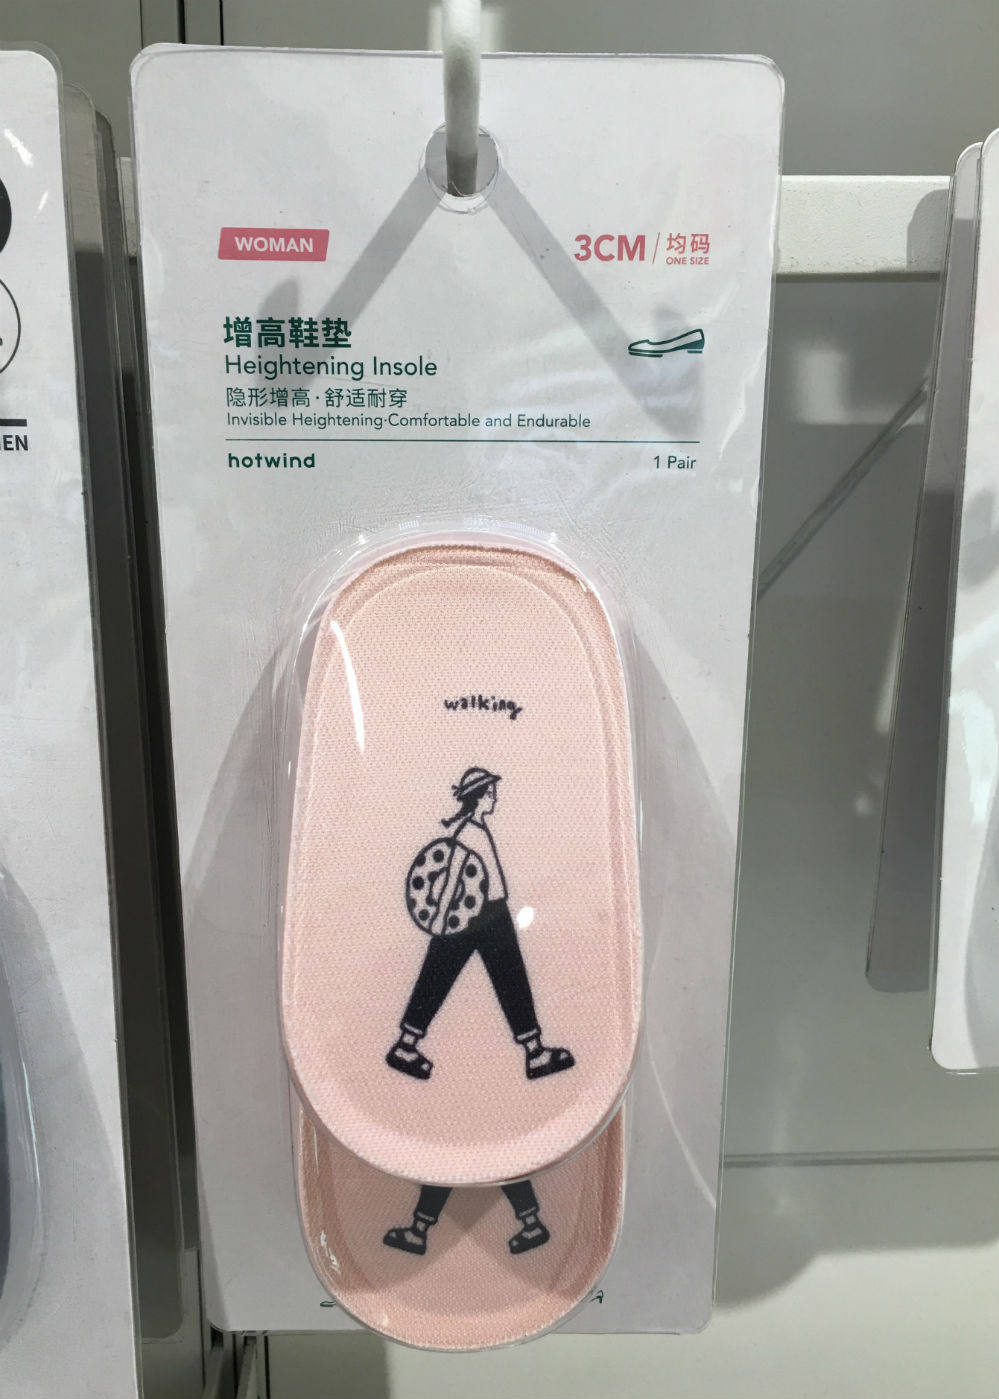 WOMAN
3CM/均码
ONE SIZE
增高鞋垫
Heightening Insole
隐形增高·舒适耐穿
Invisible Heightening·Comfortable and Endurable
hotwind
1 Pair
walking